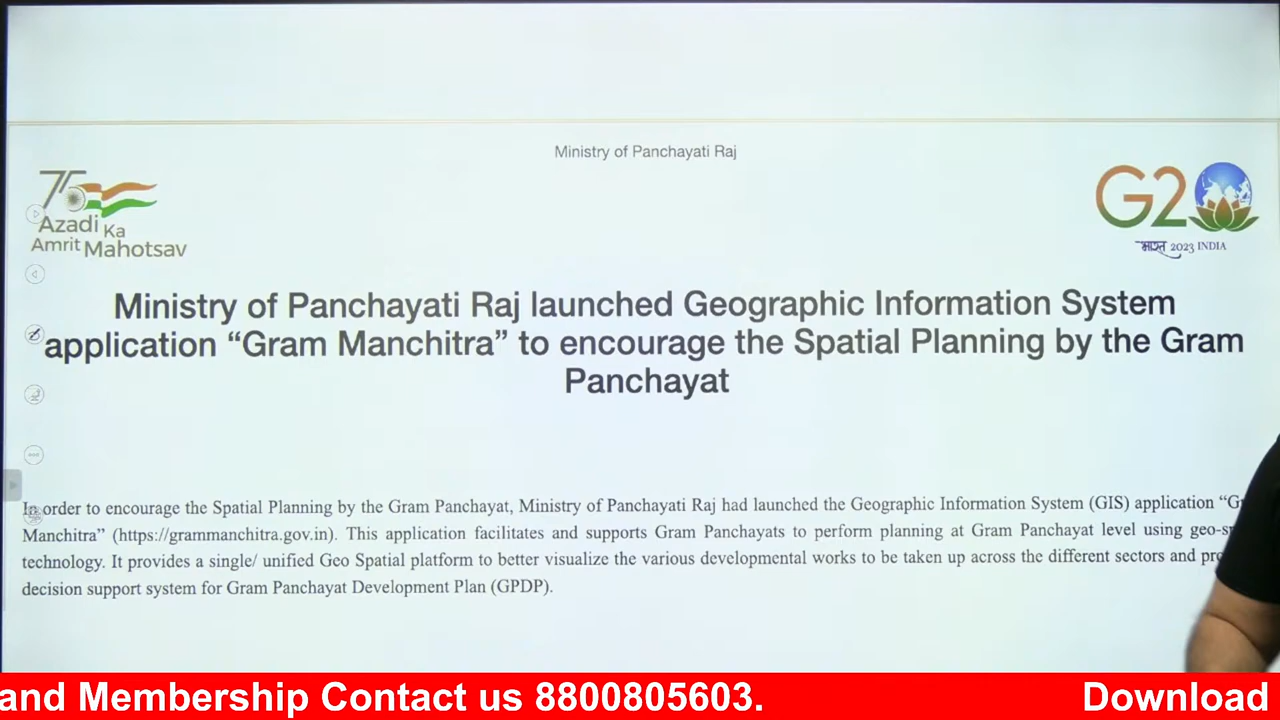 Ministry of Panchayati Raj
75
Azadi Ka
Amrit Mahotsav
G20
भारत 2023 INDIA
Ministry of Panchayati Raj launched Geographic Information System
application “Gram Manchitra” to encourage the Spatial Planning by the Gram
Panchayat
In order to encourage the Spatial Planning by the Gram Panchayat, Ministry of Panchayati Raj had launched the Geographic Information System (GIS) application
Manchitra” (https://grammanchitra.gov.in). This application facilitates and supports Gram Panchayats to perform planning at Gram Panchayat level using
technology. It provides a single/ unified Geo Spatial platform to better visualize the various developmental works to be taken up across the different sectors and
decision support system for Gram Panchayat Development Plan (GPDP).
and Membership Contact us 8800805603. Download